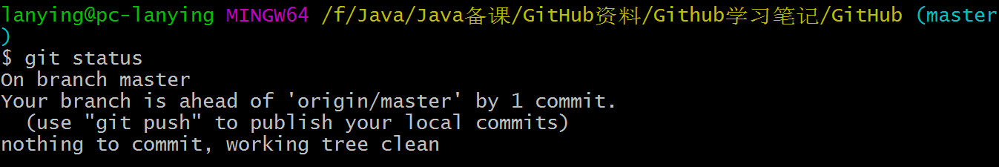 lanying@pc-lanying MINGW64 /f/Java/Java备课/GitHub资料/Github学习笔记/GitHub (master
)
$ git status
On branch master
Your branch is ahead of 'origin/master' by 1 commit.
  (use "git push" to publish your local commits)
nothing to commit, working tree clean